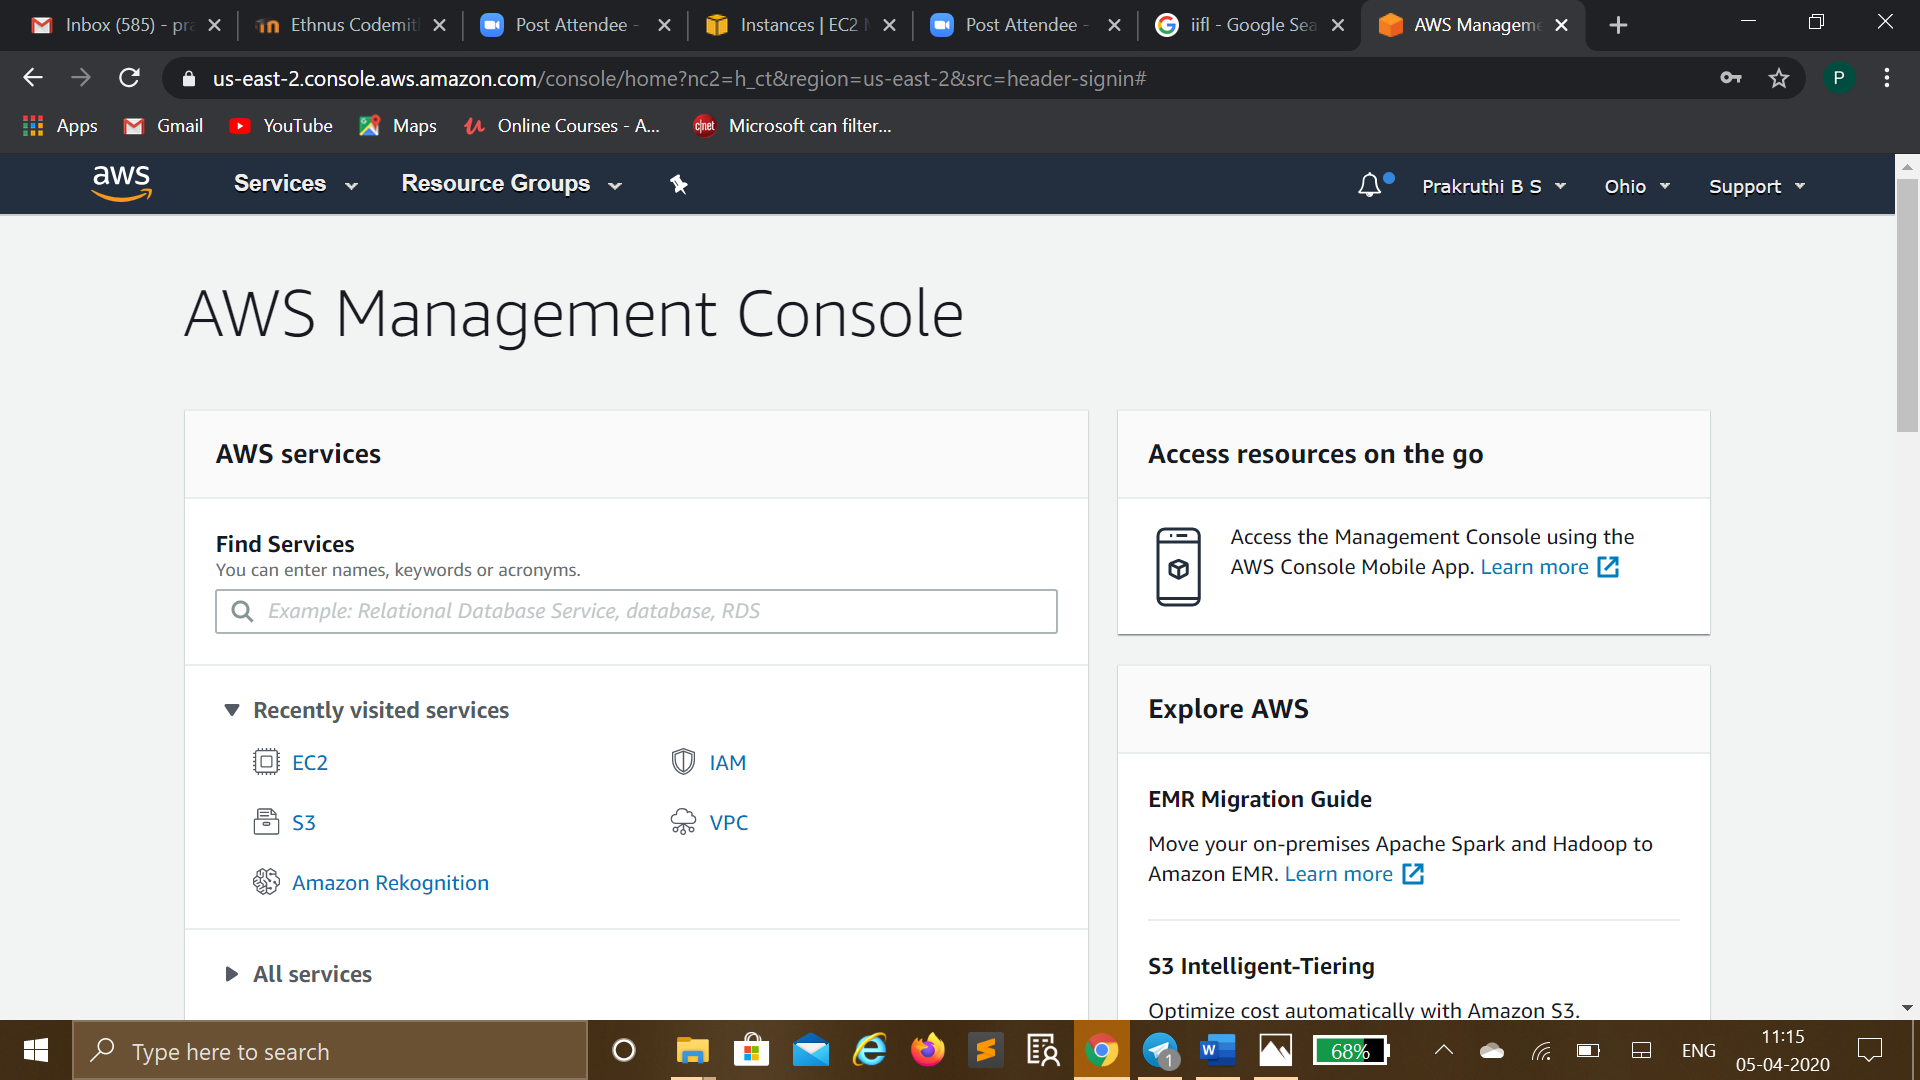 Inbox (585) - pra
Ethnus Codemith
Post Attendee -
Instances | EC2 M
Post Attendee -
iifl - Google Sea
AWS Manageme
us-east-2.console.aws.amazon.com/console/home?nc2=h_ct&region=us-east-2&src=header-signin#
P
Apps
Gmail
YouTube
Maps
Online Courses - A...
c|net
Microsoft can filter...
aws
Services
Resource Groups
Prakruthi B S
Ohio
Support
AWS Management Console
AWS services
Find Services
You can enter names, keywords or acronyms.
Example: Relational Database Service, database, RDS
Recently visited services
EC2
IAM
S3
VPC
Amazon Rekognition
All services
Access resources on the go
Access the Management Console using the
AWS Console Mobile App. Learn more
Explore AWS
EMR Migration Guide
Move your on-premises Apache Spark and Hadoop to
Amazon EMR. Learn more
S3 Intelligent-Tiering
Optimize cost automatically with Amazon S3.
Type here to search
1
W
68%
ENG
11:15
05-04-2020